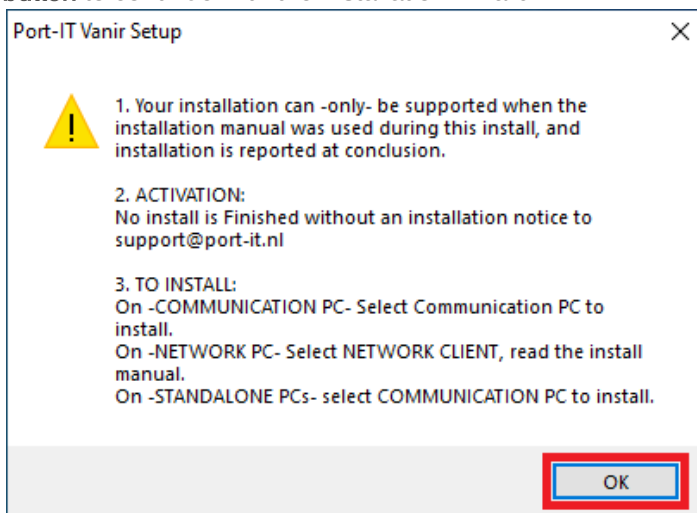 Port-IT Vanir Setup
1. Your installation can -only- be supported when the
installation manual was used during this install, and
installation is reported at conclusion.
2. ACTIVATION:
No install is Finished without an installation notice to
support@port-it.nl
3. TO INSTALL:
On -COMMUNICATION PC- Select Communication PC to
install.
On -NETWORK PC- Select NETWORK CLIENT, read the install
manual.
On -STANDALONE PCs- select COMMUNICATION PC to install.
OK